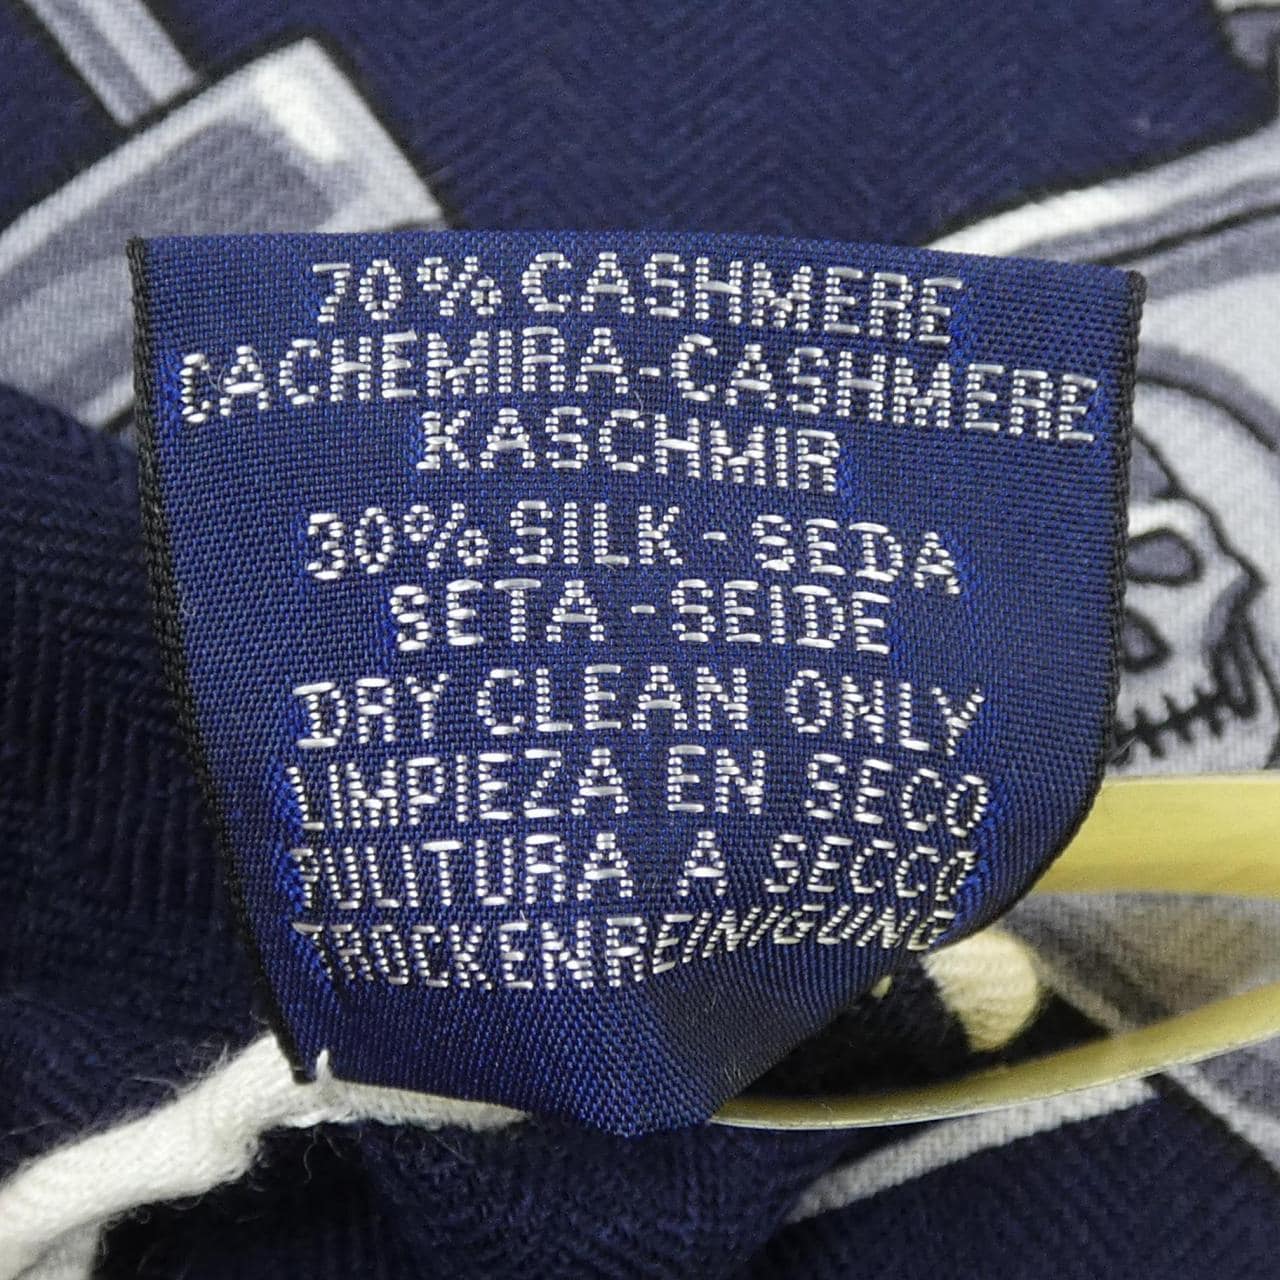 70% CASHMERE
CACHEMIRA-CASHMERE
KASCHMIR
30% SILK - SEDA
SETA - SEIDE
DRY CLEAN ONLY
LIMPIEZA EN SECO
PULITURA A SECCO
TROCKENREINIGUNG